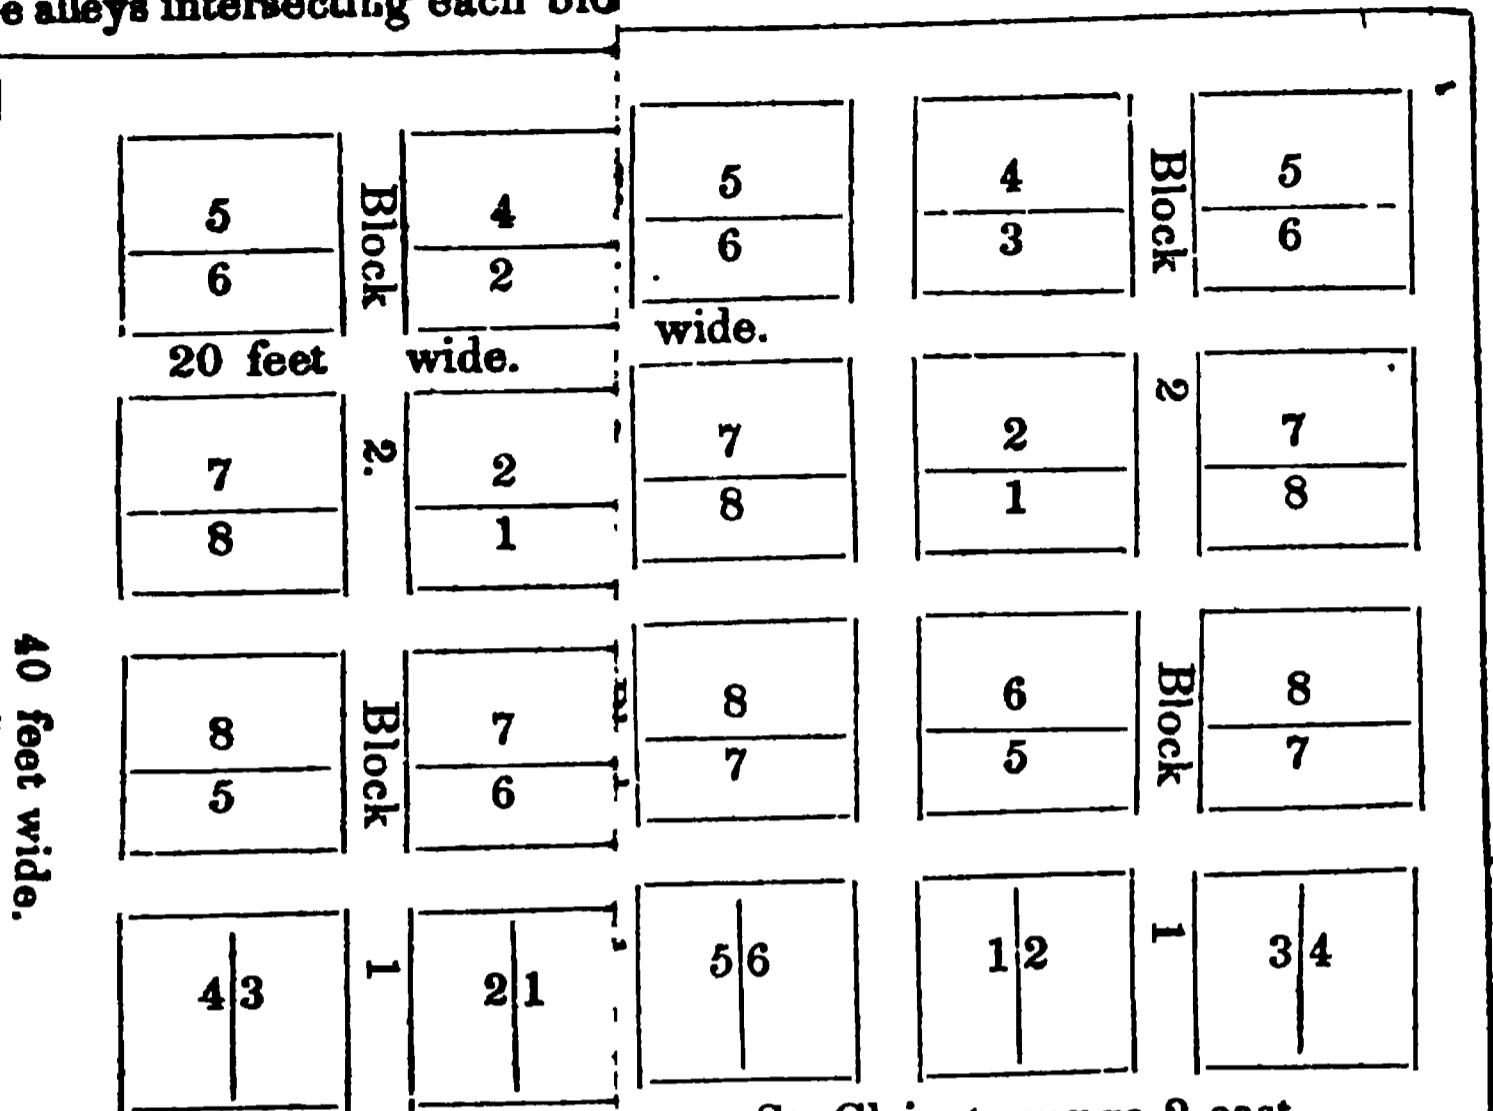 e alleys intersecting each blo
5 Block 4
6 2
20 feet wide.
7 2. 2
8 1
40 feet wide.
8 Block 7
5 6
4 3 1 2 1
5 4 Block 5
6 3 6
wide.
7 2 2 7
8 1 8
8 6 Block 8
7 5 7
5 6 1 2 1 3 4